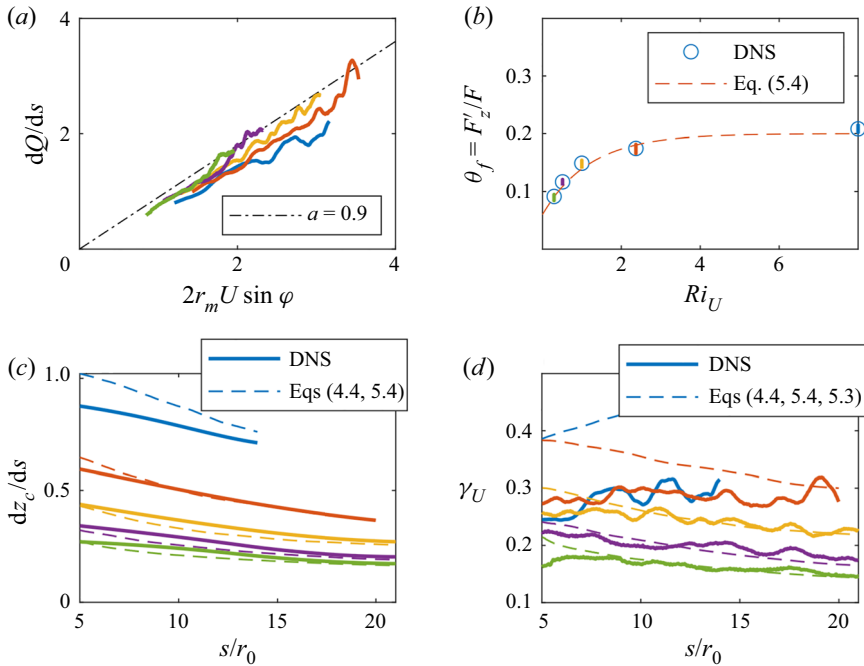 (a)
4
2
0
2
4
dQ/ds
2r_m U sin φ
a = 0.9
(b)
0.4
0.3
0.2
0.1
2
4
6
θ_f = F′_z/F
Ri_U
DNS
Eq. (5.4)
(c)
1.0
0.5
0
5
10
15
20
dz_c/ds
s/r_0
DNS
Eqs (4.4, 5.4)
(d)
0.4
0.3
0.2
0.1
5
10
15
20
γ_U
s/r_0
DNS
Eqs (4.4, 5.4, 5.3)